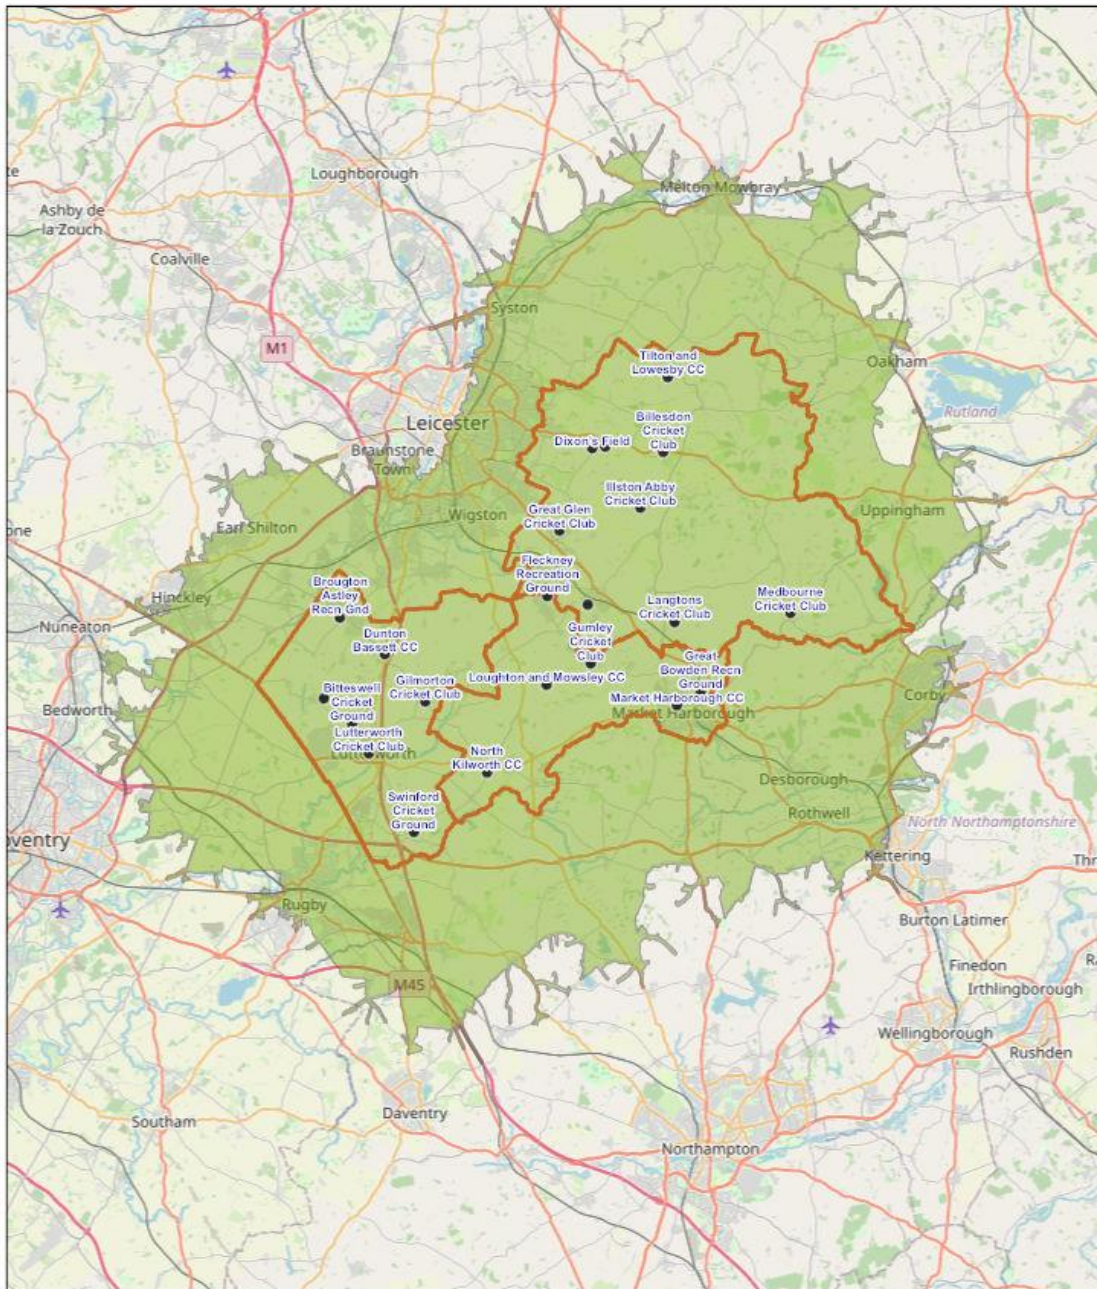 Loughborough
Melton Mowbray
Ashby de
la Zouch
Coalville
Syston
M1
Tilton and
Lowesby CC
Oakham
Rutland
Leicester
Billesdon
Cricket
Club
Dixon's Field
Braunstone
Town
Illston Abby
Cricket Club
Uppingham
Wigston
Great Glen
Cricket Club
Earl Shilton
Fleckney
Recreation
Ground
Brougton
Astley
Recn Gnd
Hinckley
Langtons
Cricket Club
Medbourne
Cricket Club
Nuneaton
Dunton
Bassett CC
Gumley
Cricket
Club
Great
Bowden Recn
Ground
Loughton and Mowsley CC
Gilmorton
Cricket Club
Corby
Bedworth
Bitteswell
Cricket
Ground
Market Harborough CC
Market Harborough
Lutterworth
Cricket Club
Lutterworth
North
Kilworth CC
Desborough
Swinford
Cricket
Ground
Rothwell
North Northamptonshire
oventry
Kettering
Thr
Rugby
Burton Latimer
Finedon
Ra
M45
Irthlingborough
Wellingborough
Rushden
Daventry
Southam
Northampton